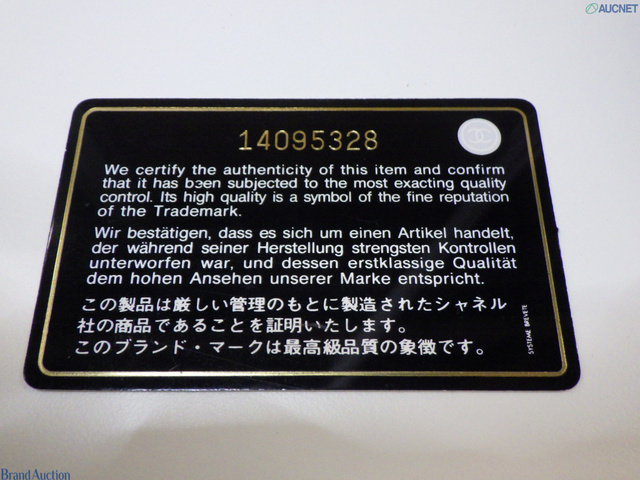 AUCNET
14095328
We certify the authenticity of this item and confirm
that it has been subjected to the most exacting quality
control. Its high quality is a symbol of the fine reputation
of the Trademark.
Wir bestätigen, dass es sich um einen Artikel handelt,
der während seiner Herstellung strengsten Kontrollen
unterworfen war, und dessen erstklassige Qualität
dem hohen Ansehen unserer Marke entspricht.
この製品は厳しい管理のもとに製造されたシャネル
社の商品であることを証明いたします。
このブランド・マークは最高級品質の象徴です。
SYSTEME BREVETE
Brand Auction